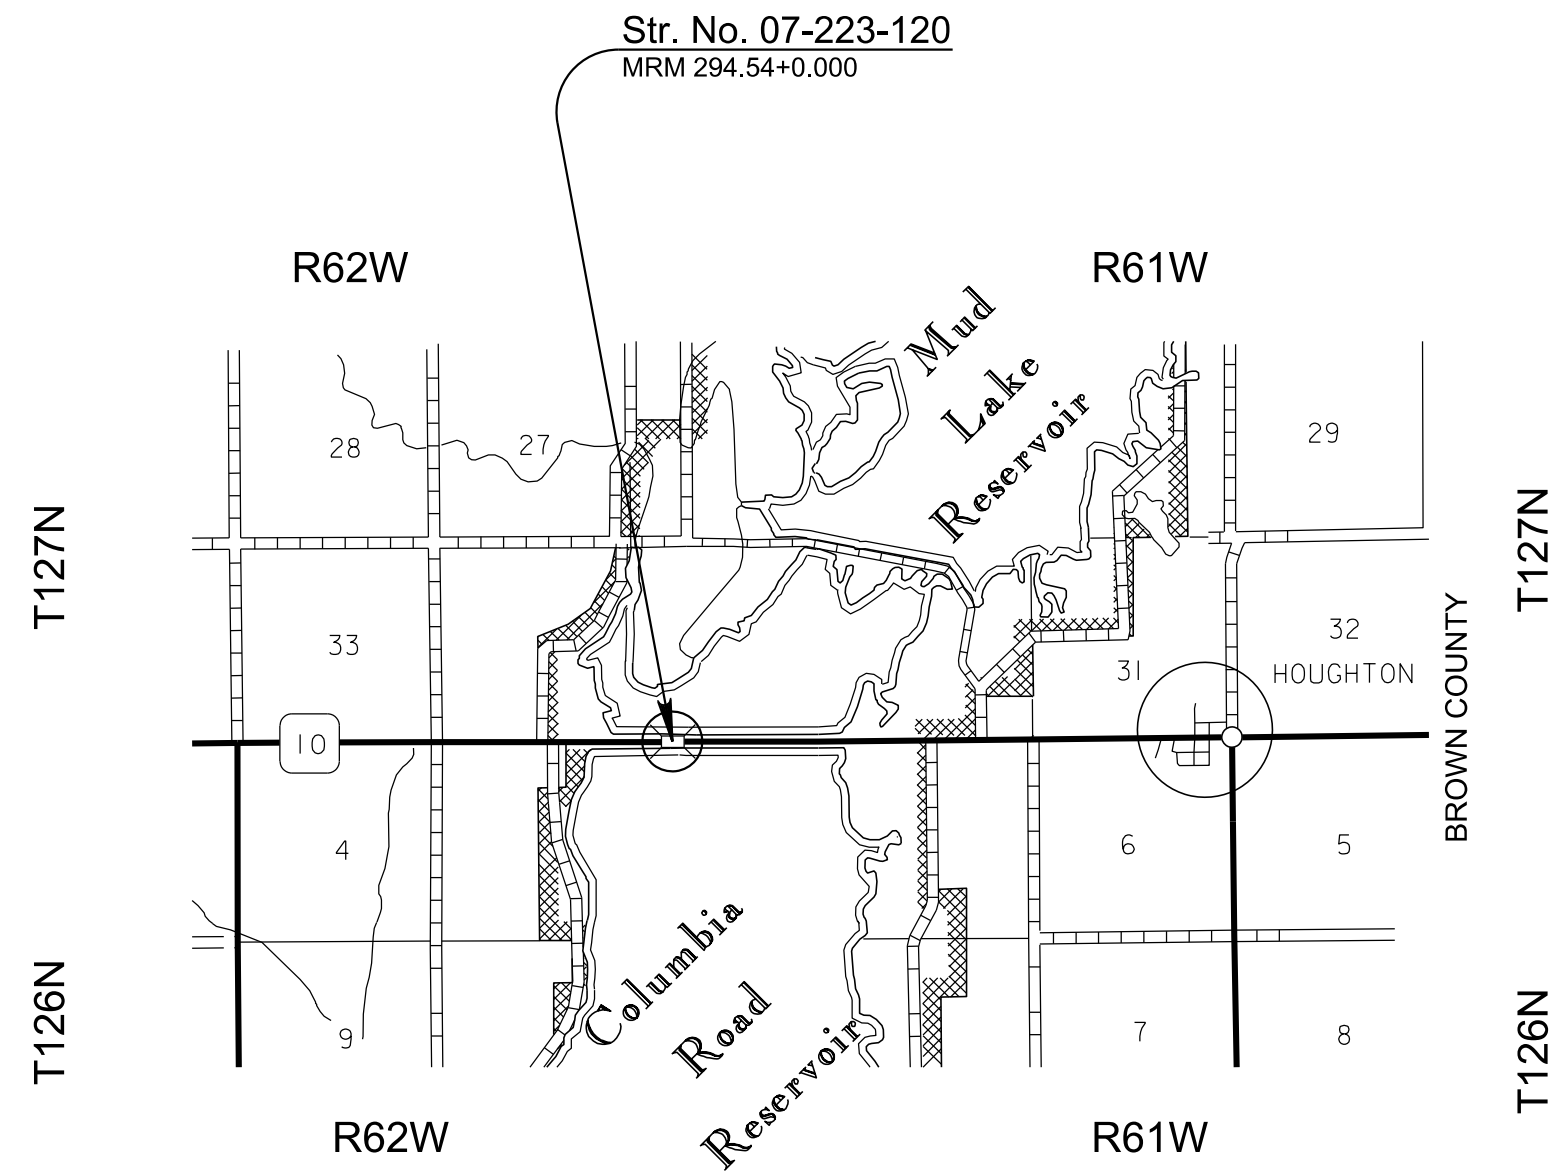 Str. No. 07-223-120
MRM 294.54+0.000
R62W
R61W
Mud
Lake
Reservoir
28
27
29
T127N
T127N
33
31
32
HOUGHTON
BROWN COUNTY
10
4
6
5
Columbia
Road
Reservoir
9
7
8
T126N
T126N
R62W
R61W